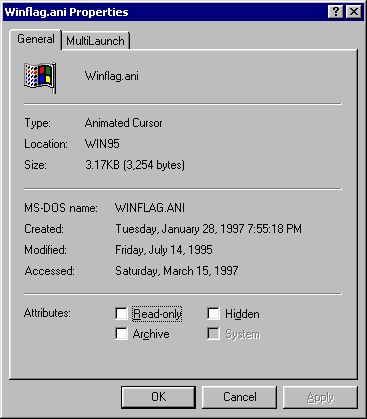 Winflag.ani Properties
General MultiLaunch
Winflag.ani
Type: Animated Cursor
Location: WIN95
Size: 3.17KB (3,254 bytes)
MS-DOS name: WINFLAG.ANI
Created: Tuesday, January 28, 1997 7:55:18 PM
Modified: Friday, July 14, 1995
Accessed: Saturday, March 15, 1997
Attributes: Read-only Hidden
Archive System
OK Cancel Apply